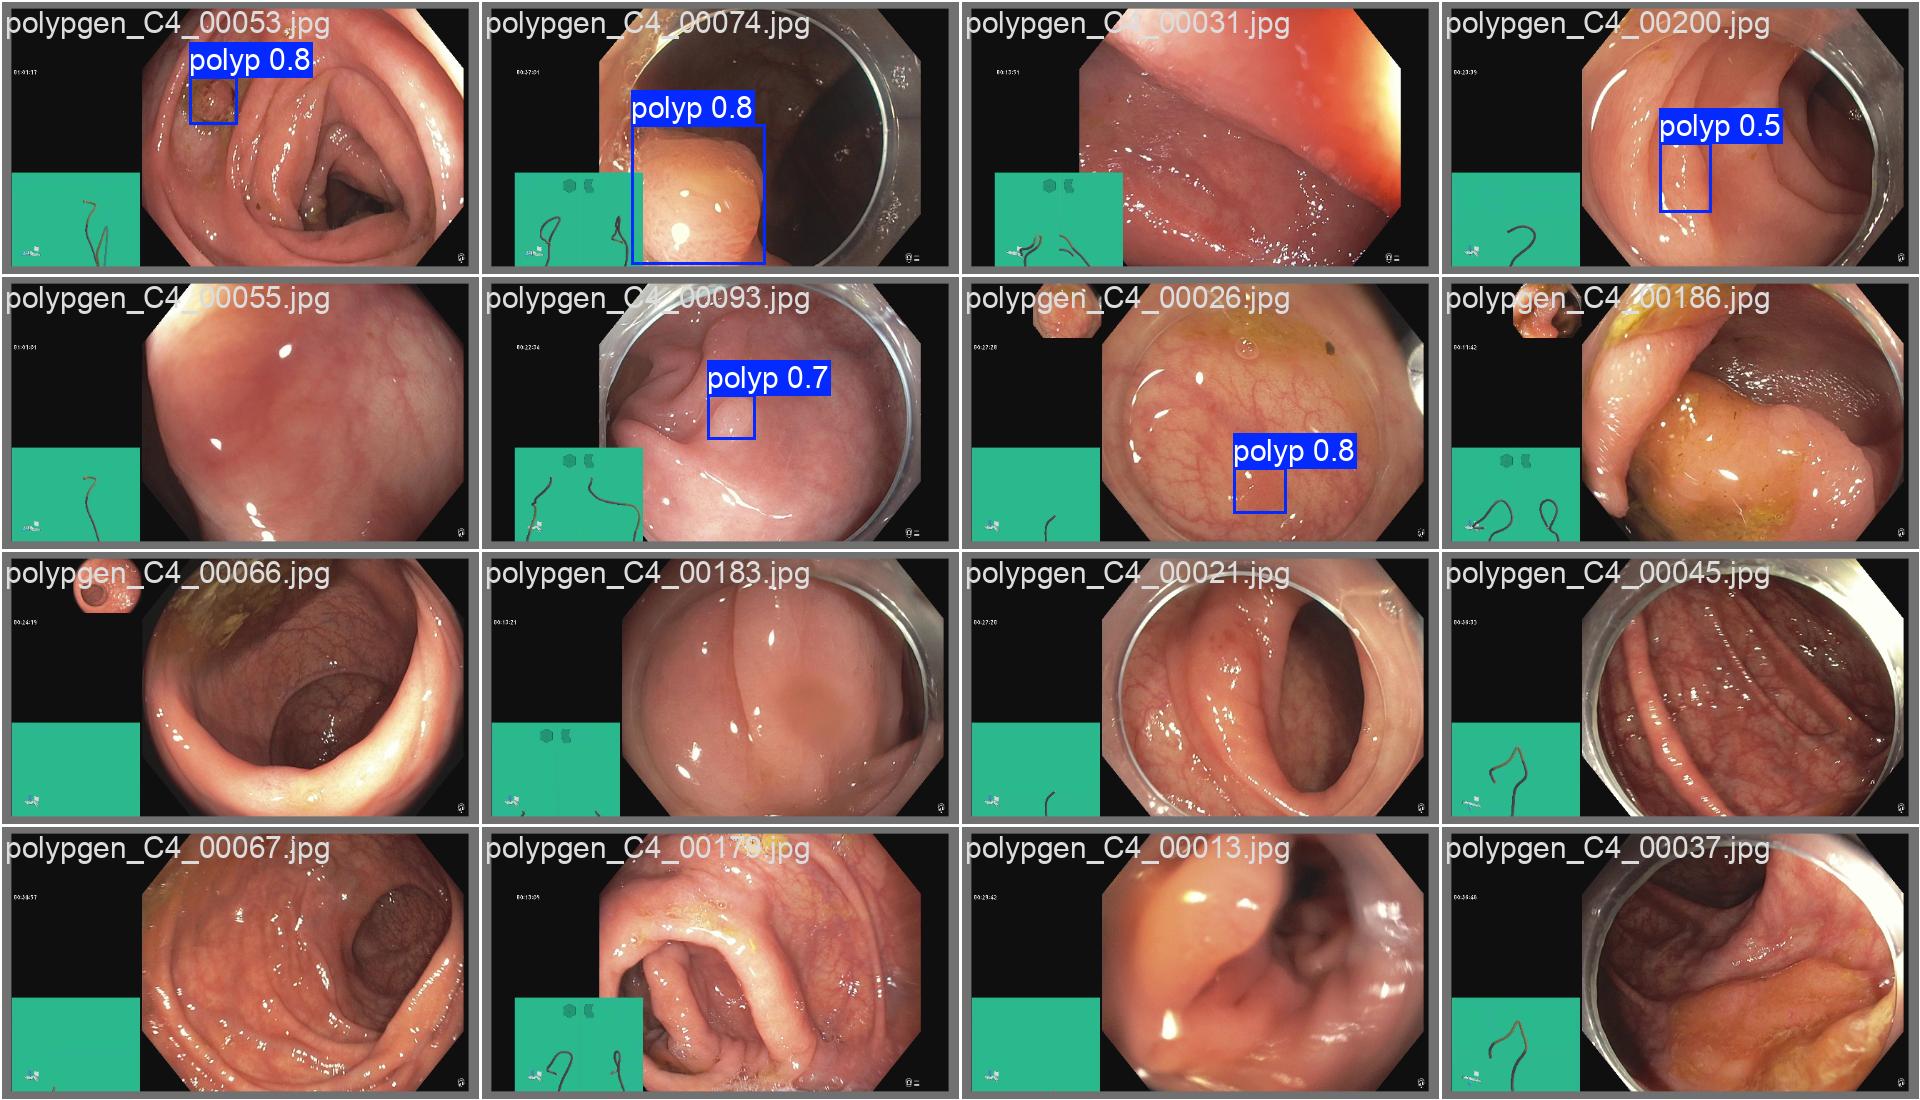 polypgen_C4_00053.jpg
polypgen_C4_00074.jpg
polypgen_C4_00031.jpg
polypgen_C4_00200.jpg
polyp 0.8
polyp 0.8
polyp 0.5
polypgen_C4_00055.jpg
polypgen_C4_00093.jpg
polypgen_C4_00026.jpg
polypgen_C4_00186.jpg
polyp 0.7
polyp 0.8
polypgen_C4_00066.jpg
polypgen_C4_00183.jpg
polypgen_C4_00021.jpg
polypgen_C4_00045.jpg
polypgen_C4_00067.jpg
polypgen_C4_00179.jpg
polypgen_C4_00013.jpg
polypgen_C4_00037.jpg